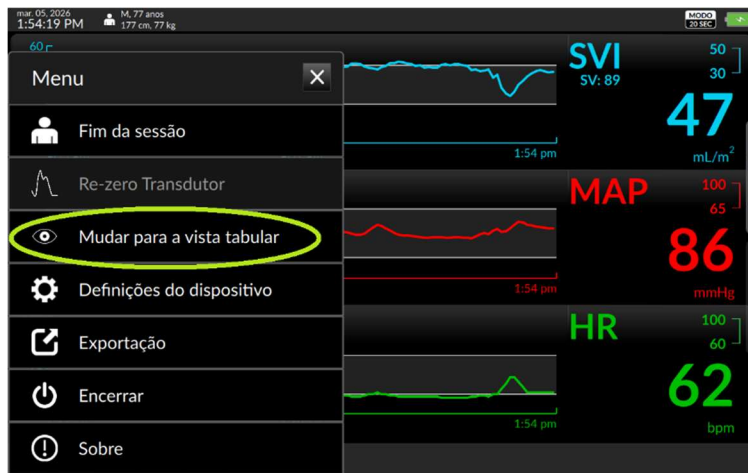 mar. 05, 2026
1:54:19 PM
M, 77 anos
177 cm, 77 kg
MODO
20 SEC
60
Menu
Fim da sessão
Re-zero Transdutor
Mudar para a vista tabular
Definições do dispositivo
Exportação
Encerrar
Sobre
1:54 pm
SVI
SV: 89
50
30
47
mL/m²
1:54 pm
MAP
100
65
86
mmHg
1:54 pm
HR
100
60
62
bpm